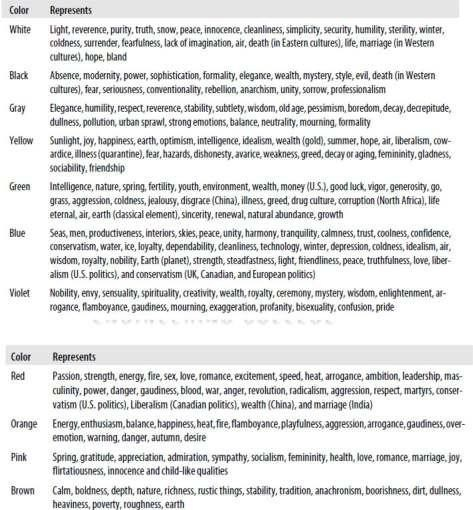 Color Represents
White Light, reverence, purity, truth, snow, peace, innocence, cleanliness, simplicity, security, humility, sterility, winter,
coldness, surrender, fearfulness, lack of imagination, air, death (in Eastern cultures), life, marriage (in Western
cultures), hope, bland
Black Absence, modernity, power, sophistication, formality, elegance, wealth, mystery, style, evil, death (in Western
cultures), fear, seriousness, conventionality, rebellion, anarchism, unity, sorrow, professionalism
Gray Elegance, humility, respect, reverence, stability, subtlety, wisdom, old age, pessimism, boredom, decay, decrepitude,
dullness, pollution, urban sprawl, strong emotions, balance, neutrality, mourning, formality
Yellow Sunlight, joy, happiness, earth, optimism, intelligence, idealism, wealth (gold), summer, hope, air, liberalism, cow-
ardice, illness (quarantine), fear, hazards, dishonesty, avarice, weakness, greed, decay or aging, femininity, gladness,
sociability, friendship
Green Intelligence, nature, spring, fertility, youth, environment, wealth, money (U.S.), good luck, vigor, generosity, go,
grass, aggression, coldness, jealousy, disgrace (China), illness, greed, drug culture, corruption (North Africa), life
eternal, air, earth (classical element), sincerity, renewal, natural abundance, growth
Blue Seas, men, productiveness, interiors, skies, peace, unity, harmony, tranquility, calmness, trust, coolness, confidence,
conservatism, water, ice, loyalty, dependability, cleanliness, technology, winter, depression, coldness, idealism, air,
wisdom, royalty, nobility, Earth (planet), strength, steadfastness, light, friendliness, peace, truthfulness, love, liber-
alism (U.S. politics), and conservatism (UK, Canadian, and European politics)
Violet Nobility, envy, sensuality, spirituality, creativity, wealth, royalty, ceremony, mystery, wisdom, enlightenment, ar-
rogance, flamboyance, gaudiness, mourning, exaggeration, profanity, bisexuality, confusion, pride
Color Represents
Red Passion, strength, energy, fire, sex, love, romance, excitement, speed, heat, arrogance, ambition, leadership, mas-
culinity, power, danger, gaudiness, blood, war, anger, revolution, radicalism, aggression, respect, martyrs, conser-
vatism (U.S. politics), Liberalism (Canadian politics), wealth (China), and marriage (India)
Orange Energy, enthusiasm, balance, happiness, heat, fire, flamboyance, playfulness, aggression, arrogance, gaudiness, over-
emotion, warning, danger, autumn, desire
Pink Spring, gratitude, appreciation, admiration, sympathy, socialism, femininity, health, love, romance, marriage, joy,
flirtatiousness, innocence and child-like qualities
Brown Calm, boldness, depth, nature, richness, rustic things, stability, tradition, anachronism, boorishness, dirt, dullness,
heaviness, poverty, roughness, earth